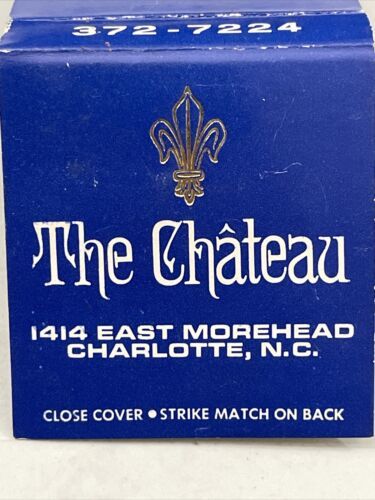 372-7224
The Château
1414 EAST MOREHEAD
CHARLOTTE, N.C.
CLOSE COVER • STRIKE MATCH ON BACK